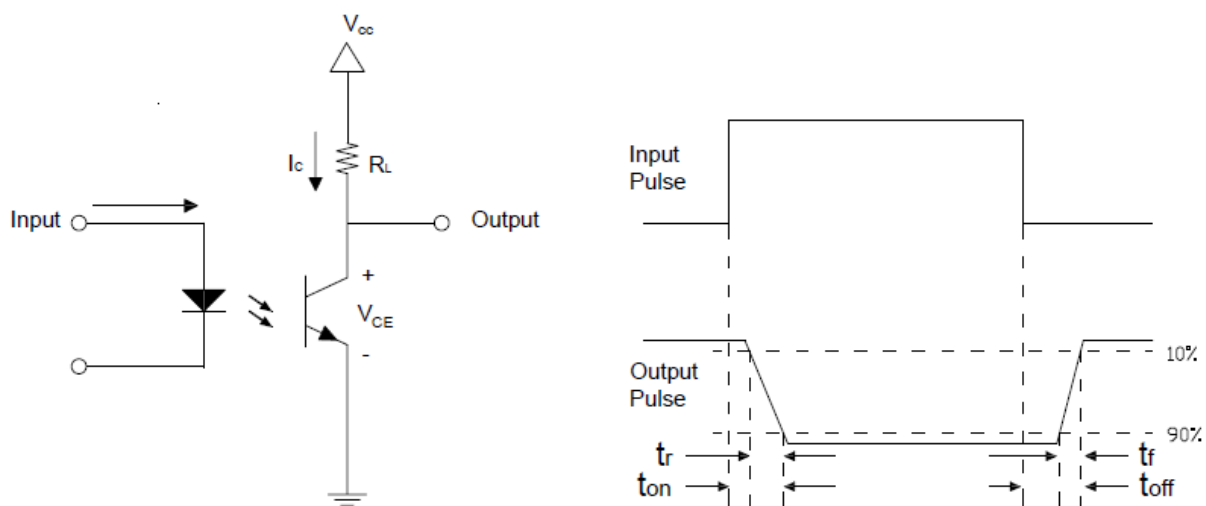 Vcc
Ic
RL
Input
Output
+
VCE
-
Input
Pulse
Output
Pulse
10%
90%
tr
tf
ton
toff